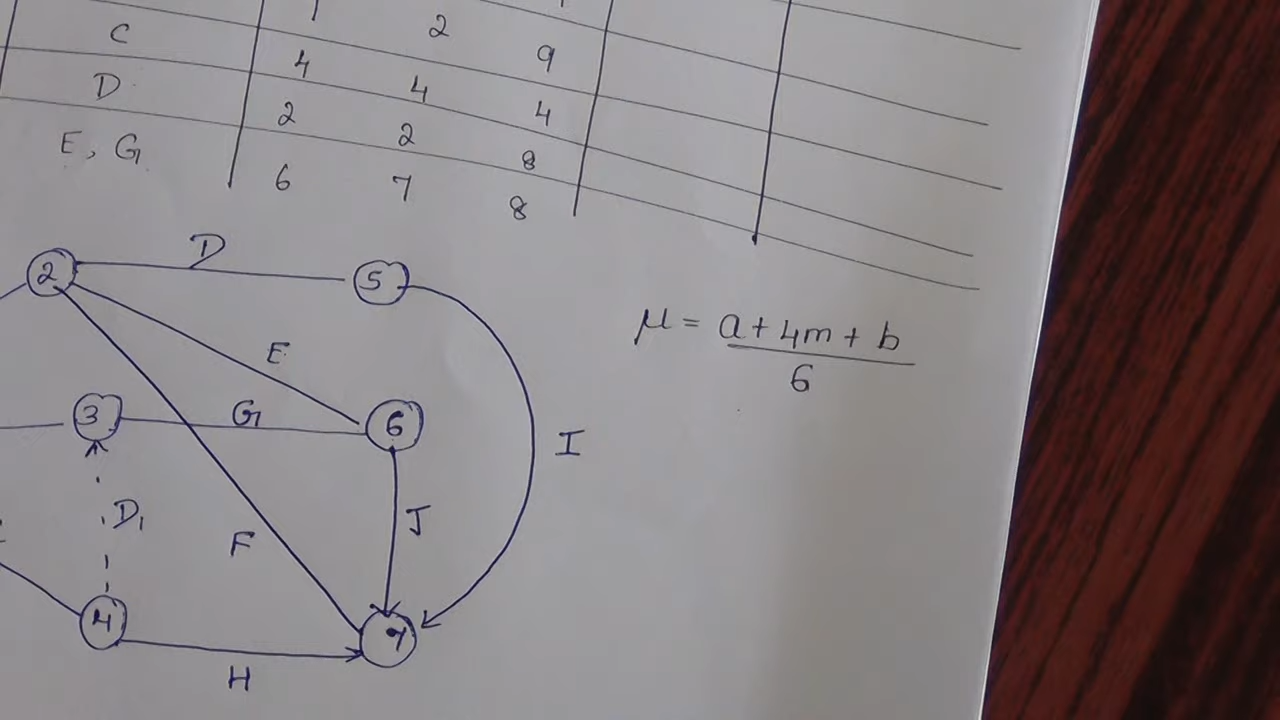 C 2 9
4 4 4
D
2 2 8
E, G
6 7 8
2 D 5
E
3 G 6 I
D₁ F J
4 H 7
μ = a + 4m + b
6